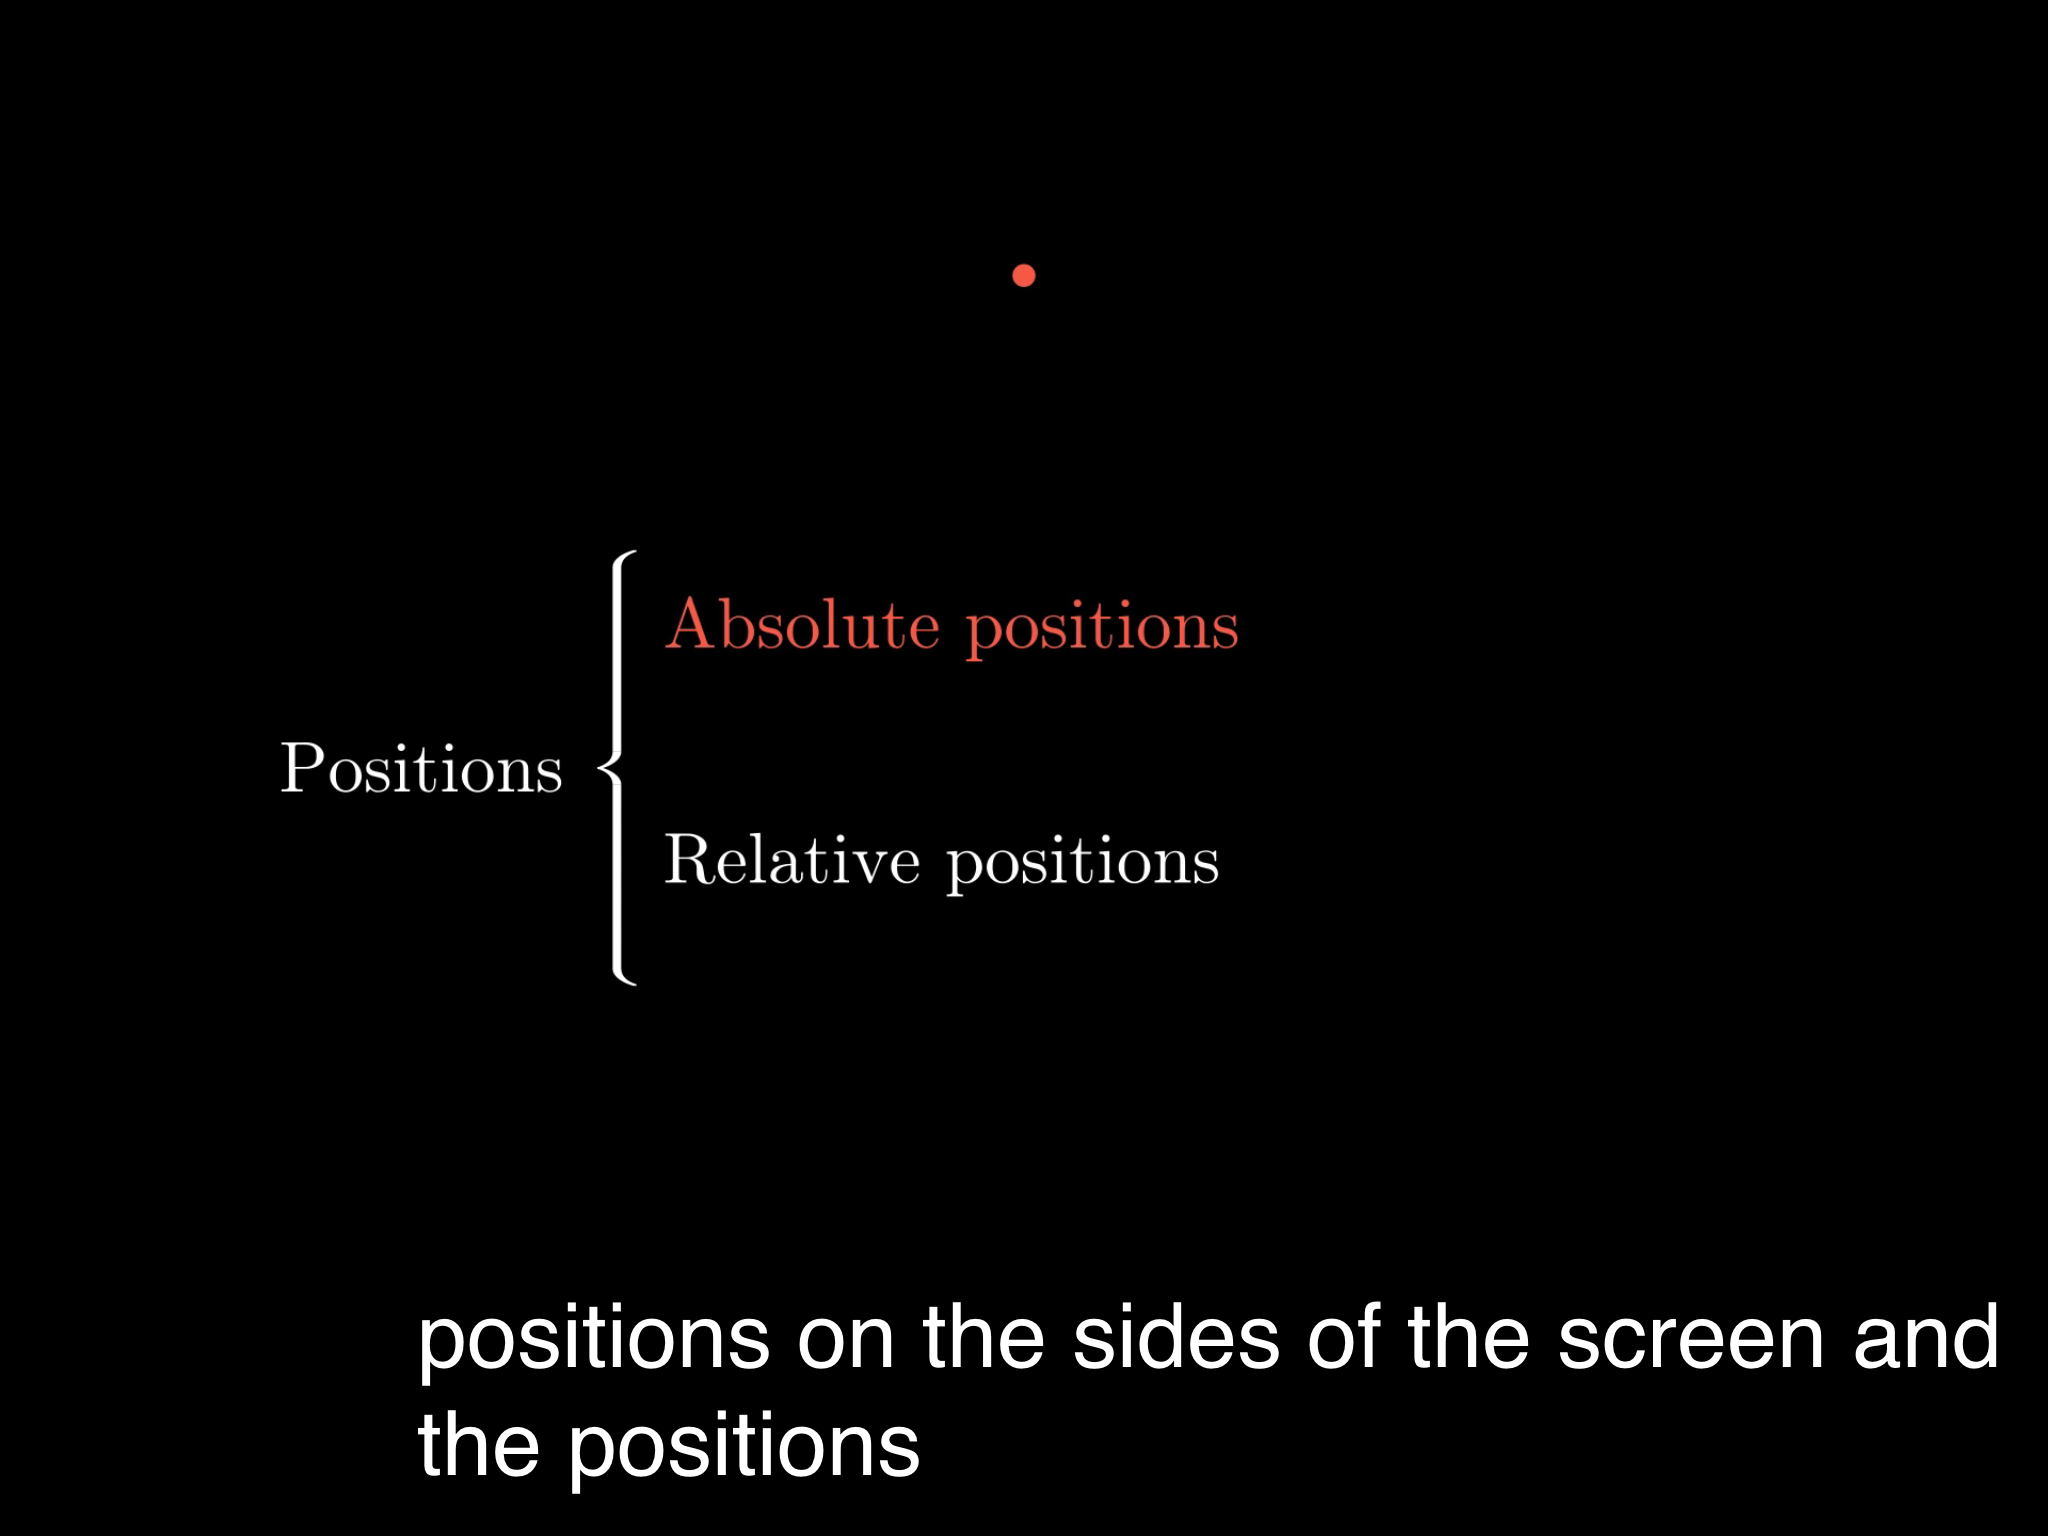 Absolute positions
Positions
Relative positions
positions on the sides of the screen and
the positions